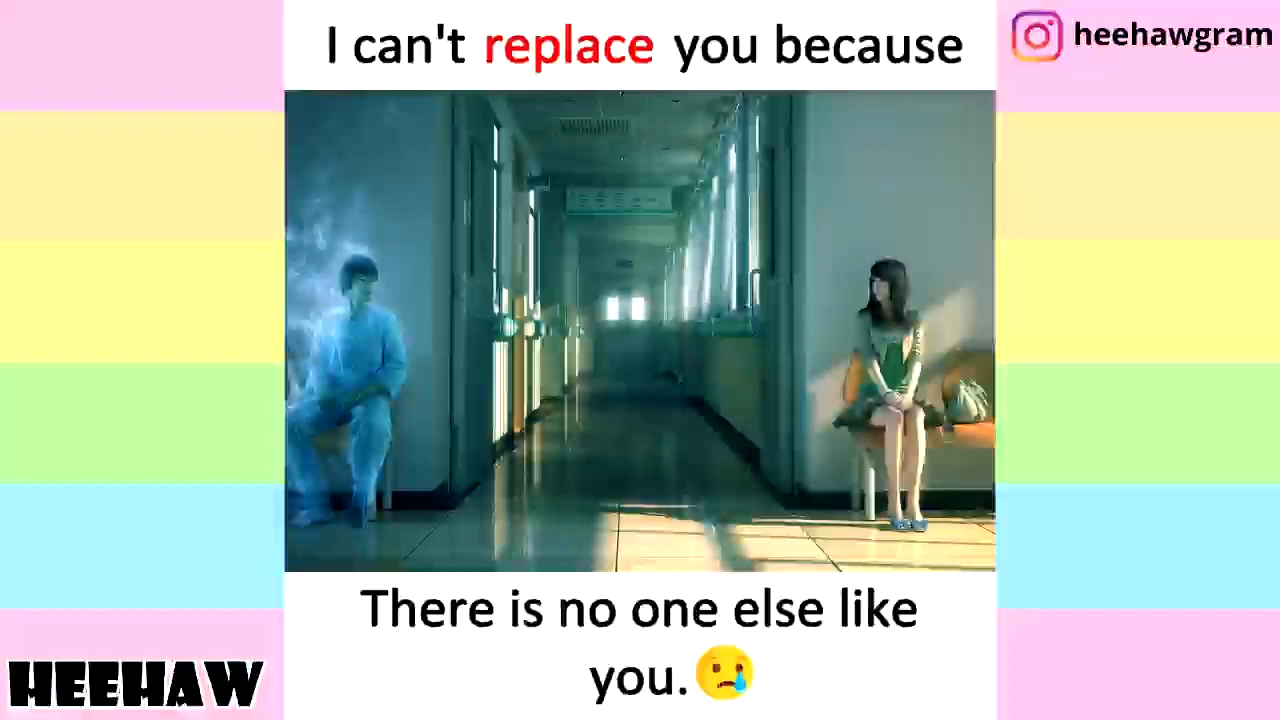 I can't replace you because
heehawgram
There is no one else like
you.
HEEHAW